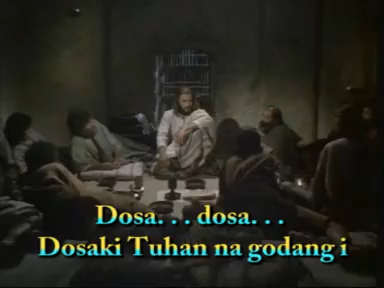 Dosa. . . dosa. . .
Dosaki Tuhan na godang i